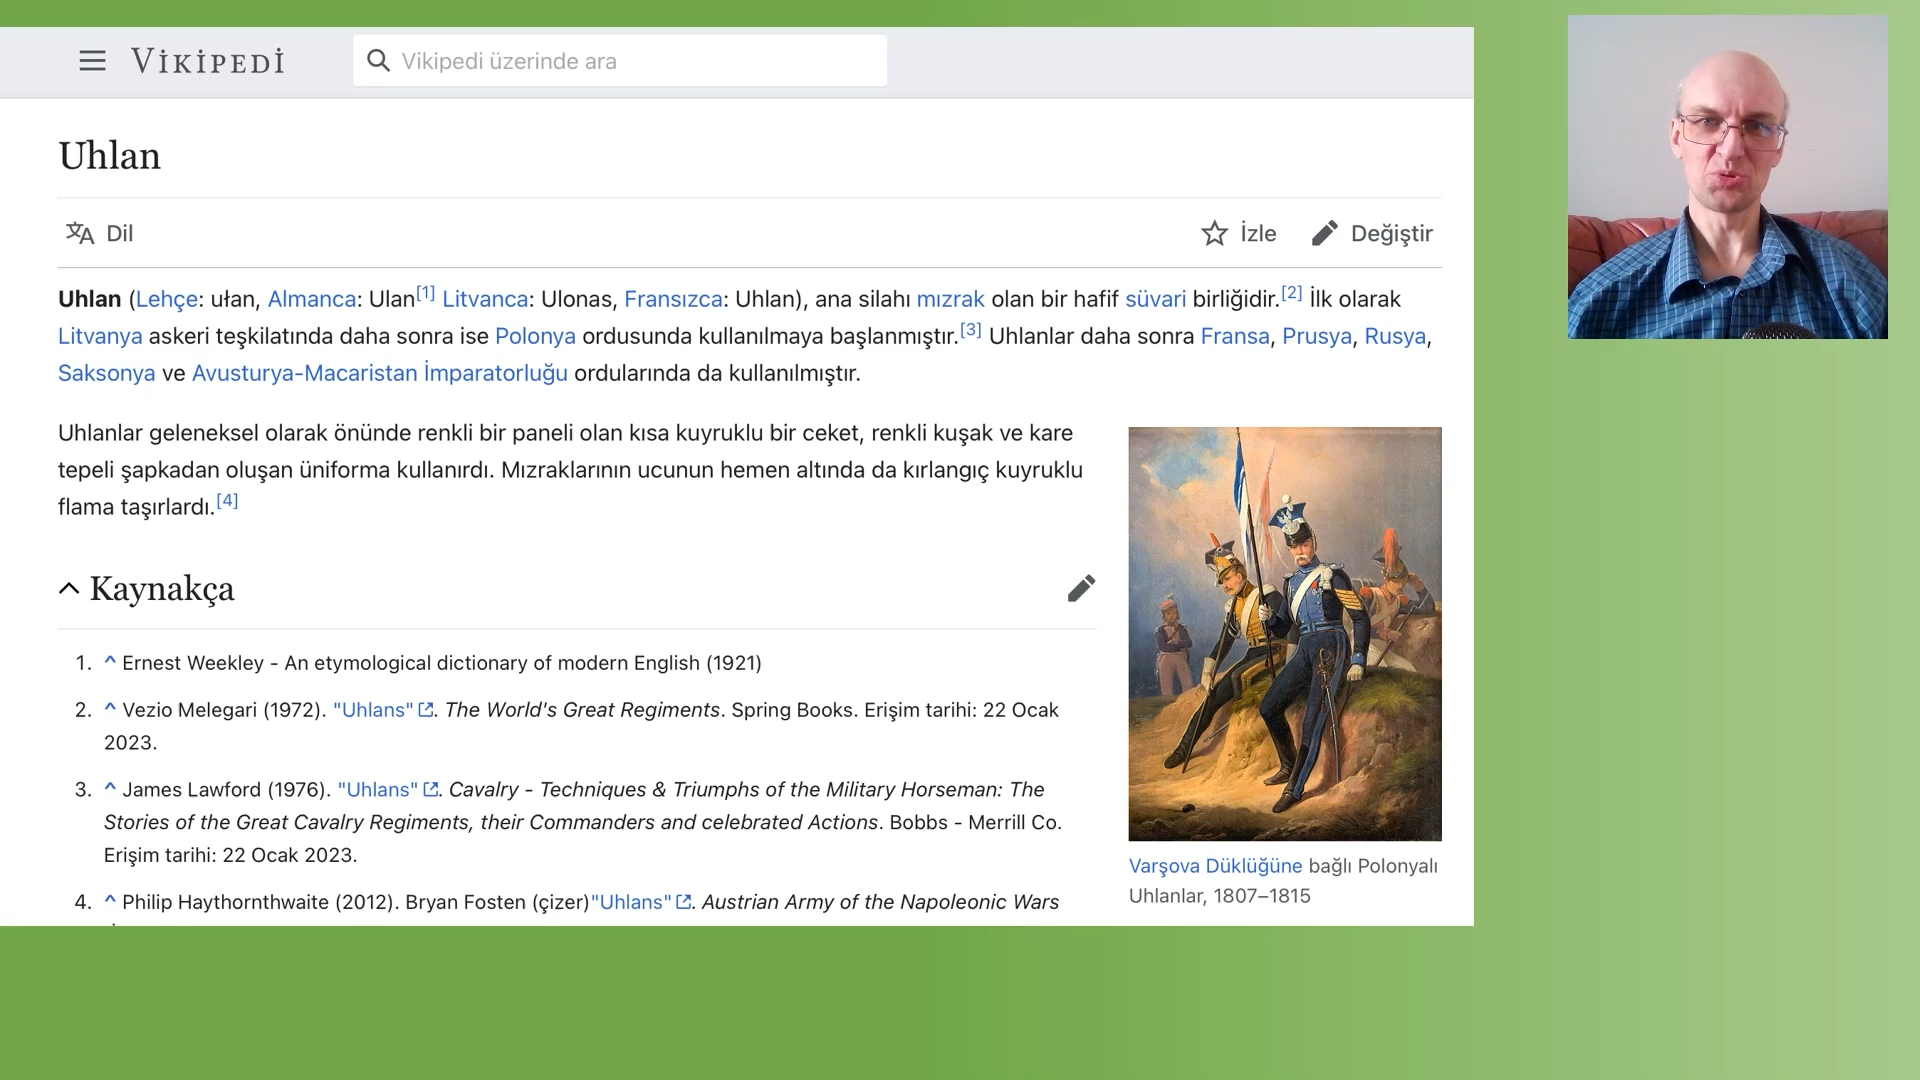 VİKİPEDİ
Vikipedi üzerinde ara
Uhlan
Dil
İzle
Değiştir
Uhlan (Lehçe: ułan, Almanca: Ulan[1] Litvanca: Ulonas, Fransızca: Uhlan), ana silahı mızrak olan bir hafif süvari birliğidir.[2] İlk olarak
Litvanya askeri teşkilatında daha sonra ise Polonya ordusunda kullanılmaya başlanmıştır.[3] Uhlanlar daha sonra Fransa, Prusya, Rusya,
Saksonya ve Avusturya-Macaristan İmparatorluğu ordularında da kullanılmıştır.
Uhlanlar geleneksel olarak önünde renkli bir paneli olan kısa kuyruklu bir ceket, renkli kuşak ve kare
tepeli şapkadan oluşan üniforma kullanırdı. Mızraklarının ucunun hemen altında da kırlangıç kuyruklu
flama taşırlardı.[4]
Kaynakça
1. ^ Ernest Weekley - An etymological dictionary of modern English (1921)
2. ^ Vezio Melegari (1972). "Uhlans". The World's Great Regiments. Spring Books. Erişim tarihi: 22 Ocak
2023.
3. ^ James Lawford (1976). "Uhlans". Cavalry - Techniques & Triumphs of the Military Horseman: The
Stories of the Great Cavalry Regiments, their Commanders and celebrated Actions. Bobbs - Merrill Co.
Erişim tarihi: 22 Ocak 2023.
4. ^ Philip Haythornthwaite (2012). Bryan Fosten (çizer)"Uhlans". Austrian Army of the Napoleonic Wars
Varşova Düklüğüne bağlı Polonyalı
Uhlanlar, 1807–1815